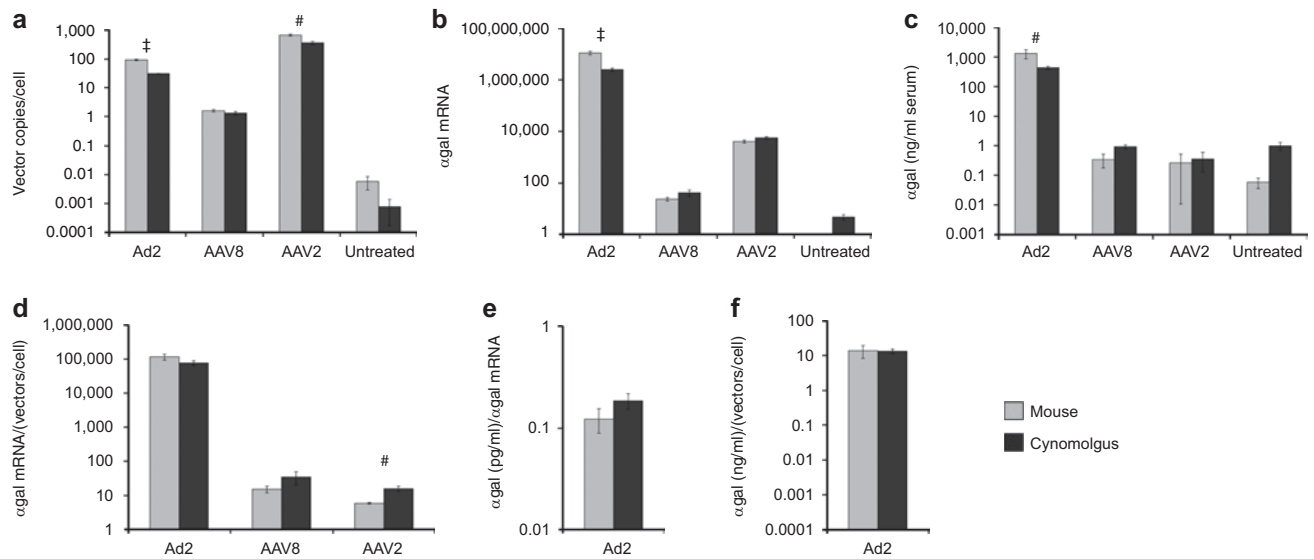 a
Vector copies/cell
1,000
100
10
1
0.1
0.01
0.001
0.0001
‡
#
Ad2 AAV8 AAV2 Untreated
b
αgal mRNA
100,000,000
1,000,000
10,000
100
1
‡
Ad2 AAV8 AAV2 Untreated
c
αgal (ng/ml serum)
10,000
1,000
100
10
1
0.1
0.01
0.001
#
Ad2 AAV8 AAV2 Untreated
d
αgal mRNA/(vectors/cell)
1,000,000
100,000
10,000
1,000
100
10
1
#
Ad2 AAV8 AAV2
e
αgal (pg/ml)/αgal mRNA
1
0.1
0.01
Ad2
f
αgal (ng/ml)/(vectors/cell)
100
10
1
0.1
0.01
0.001
0.0001
Ad2
Mouse
Cynomolgus